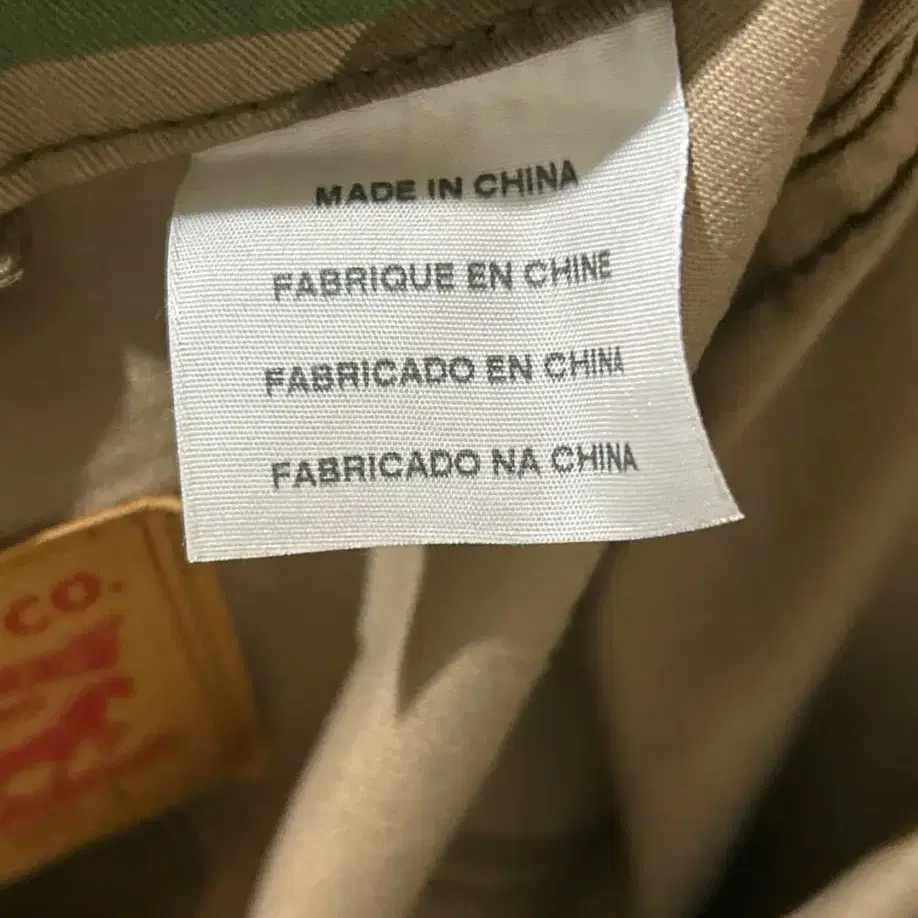 MADE IN CHINA
FABRIQUE EN CHINE
FABRICADO EN CHINA
FABRICADO NA CHINA
CO.